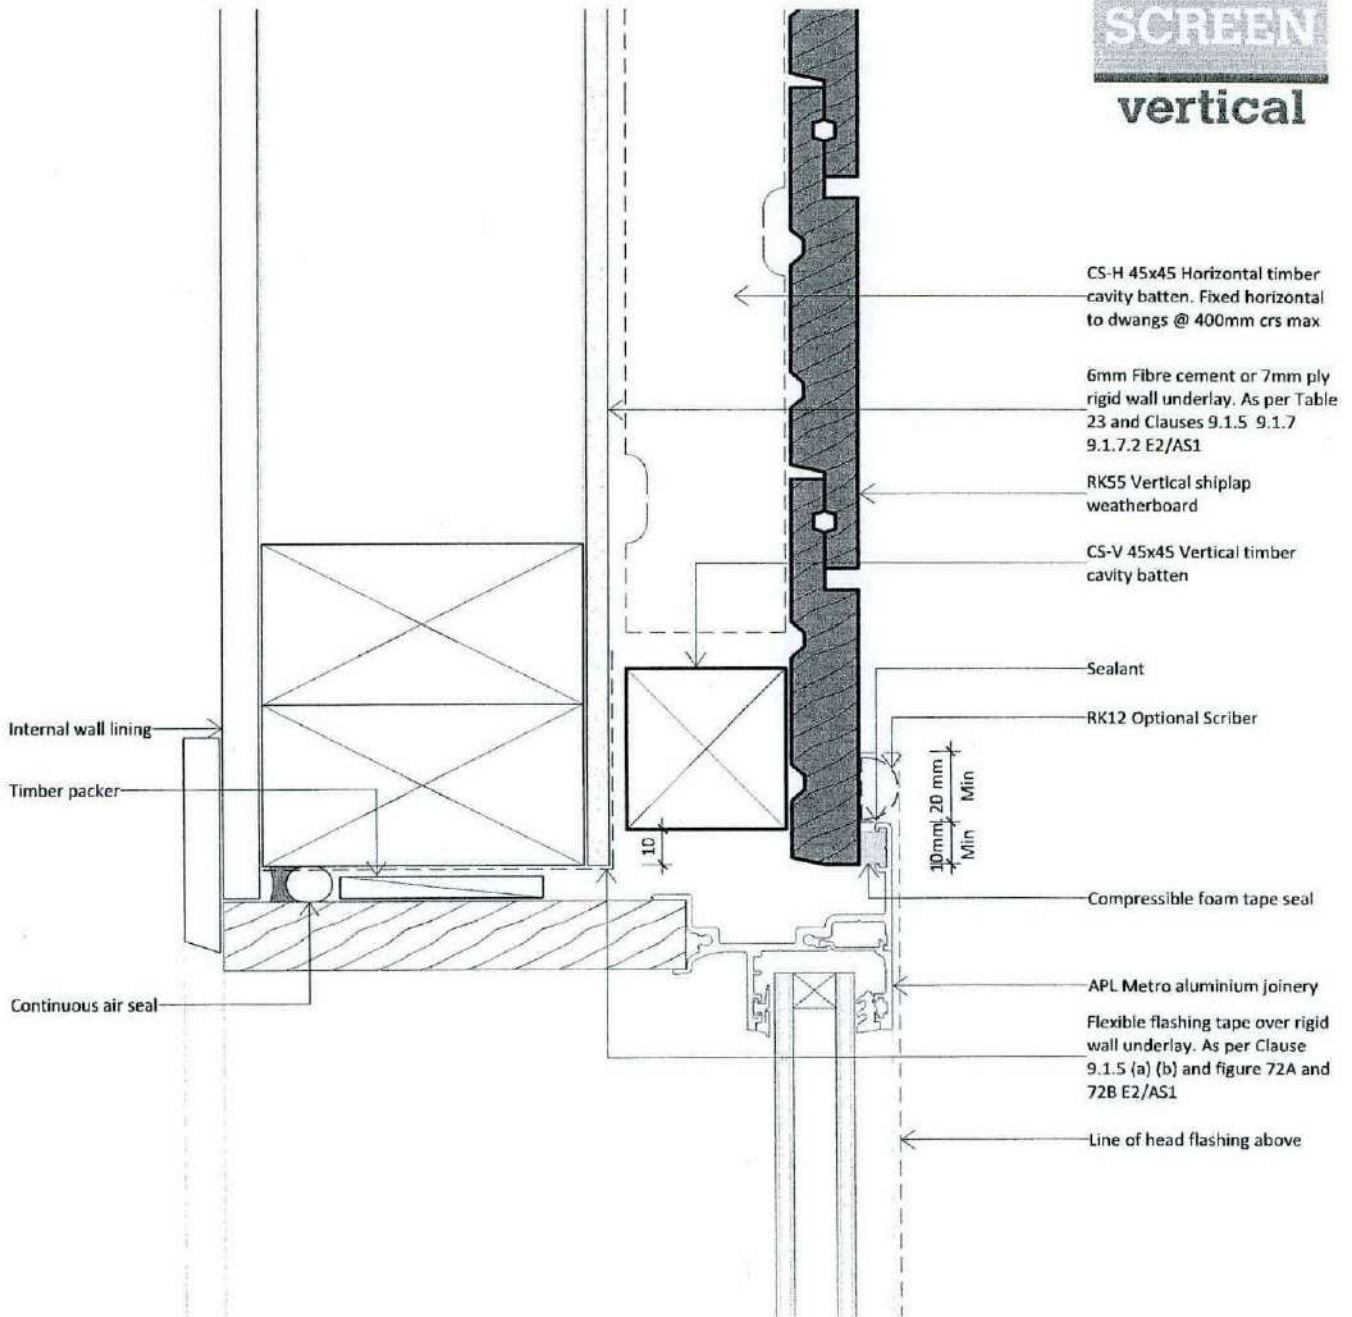 SCREEN
vertical
CS-H 45x45 Horizontal timber
cavity batten. Fixed horizontal
to dwangs @ 400mm crs max
6mm Fibre cement or 7mm ply
rigid wall underlay. As per Table
23 and Clauses 9.1.5 9.1.7
9.1.7.2 E2/AS1
RK55 Vertical shiplap
weatherboard
CS-V 45x45 Vertical timber
cavity batten
Sealant
RK12 Optional Scriber
Internal wall lining
Timber packer
10
20 mm
Min
10mm
Min
Compressible foam tape seal
Continuous air seal
APL Metro aluminium joinery
Flexible flashing tape over rigid
wall underlay. As per Clause
9.1.5 (a) (b) and figure 72A and
72B E2/AS1
Line of head flashing above